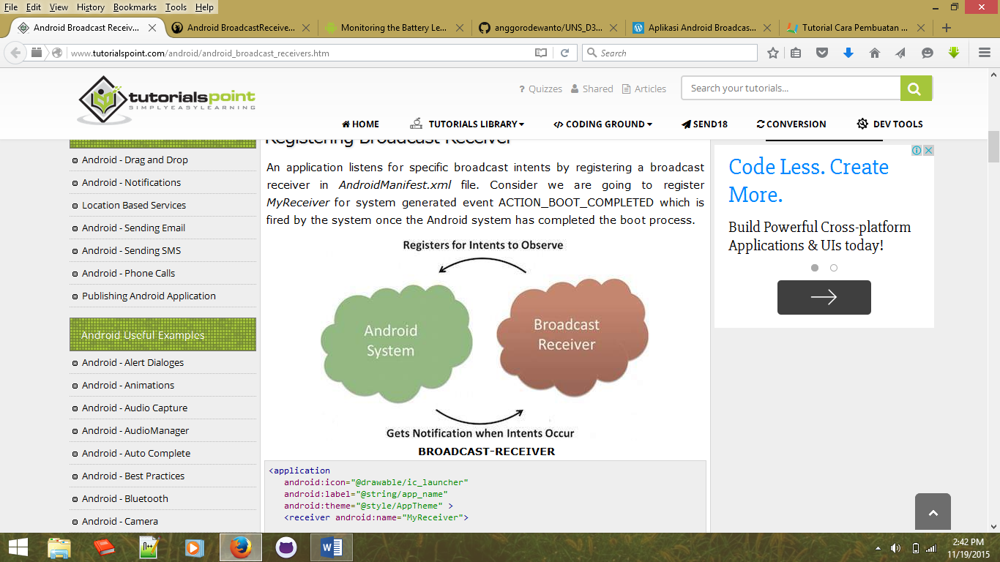 File Edit View History Bookmarks Tools Help
Android Broadcast Receiv...
Android BroadcastReceive...
Monitoring the Battery Le...
anggorodewanto/UNS_D3...
Aplikasi Android Broadcas...
Tutorial Cara Pembuatan ...
www.tutorialspoint.com/android/android_broadcast_receivers.htm
Search
tutorialspoint
SIMPLYEASYLEARNING
? Quizzes Shared Articles
Search your tutorials...
HOME TUTORIALS LIBRARY CODING GROUND SEND18 CONVERSION DEV TOOLS
Android - Drag and Drop
Android - Notifications
Location Based Services
Android - Sending Email
Android - Sending SMS
Android - Phone Calls
Publishing Android Application
Android Useful Examples
Android - Alert Dialoges
Android - Animations
Android - Audio Capture
Android - AudioManager
Android - Auto Complete
Android - Best Practices
Android - Bluetooth
Android - Camera
Registering Broadcast Receiver
An application listens for specific broadcast intents by registering a broadcast
receiver in AndroidManifest.xml file. Consider we are going to register
MyReceiver for system generated event ACTION_BOOT_COMPLETED which is
fired by the system once the Android system has completed the boot process.
Registers for Intents to Observe
Android
System
Broadcast
Receiver
Gets Notification when Intents Occur
BROADCAST-RECEIVER
<application
android:icon="@drawable/ic_launcher"
android:label="@string/app_name"
android:theme="@style/AppTheme" >
<receiver android:name="MyReceiver">
Code Less. Create
More.
Build Powerful Cross-platform
Applications & UIs today!
2:42 PM
11/19/2015